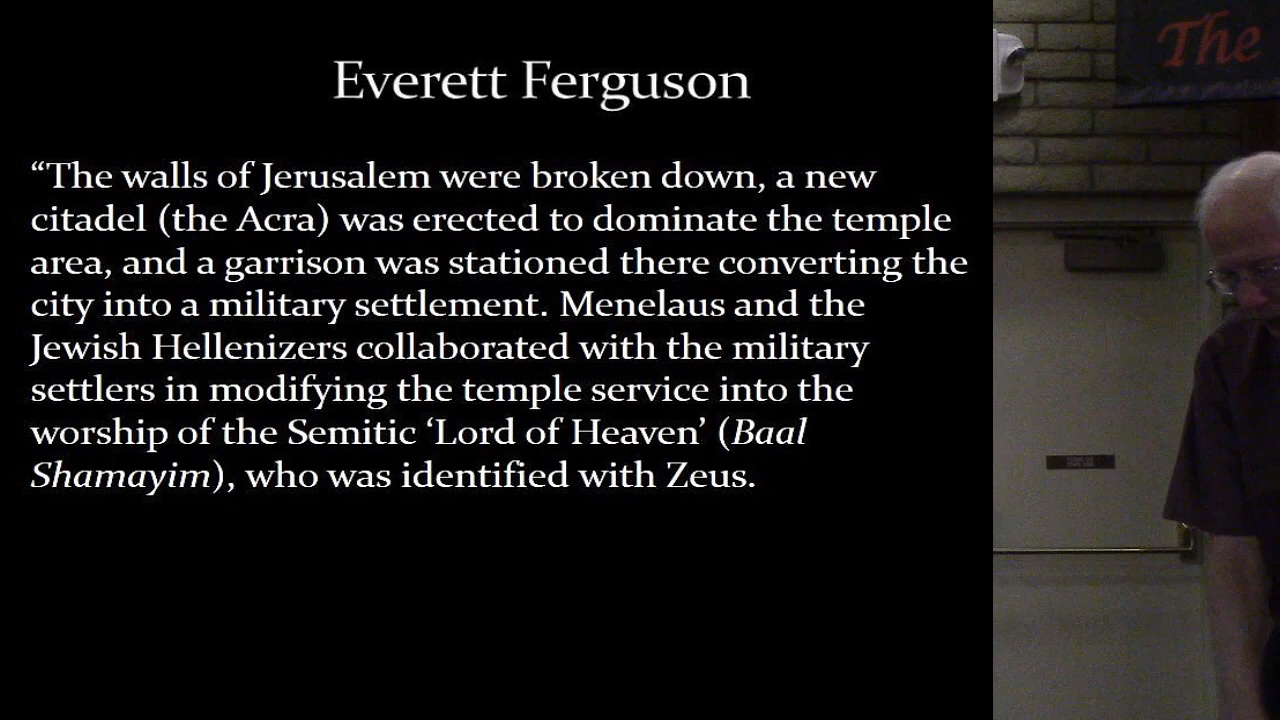 Everett Ferguson
The
“The walls of Jerusalem were broken down, a new
citadel (the Acra) was erected to dominate the temple
area, and a garrison was stationed there converting the
city into a military settlement. Menelaus and the
Jewish Hellenizers collaborated with the military
settlers in modifying the temple service into the
worship of the Semitic ‘Lord of Heaven’ (Baal
Shamayim), who was identified with Zeus.